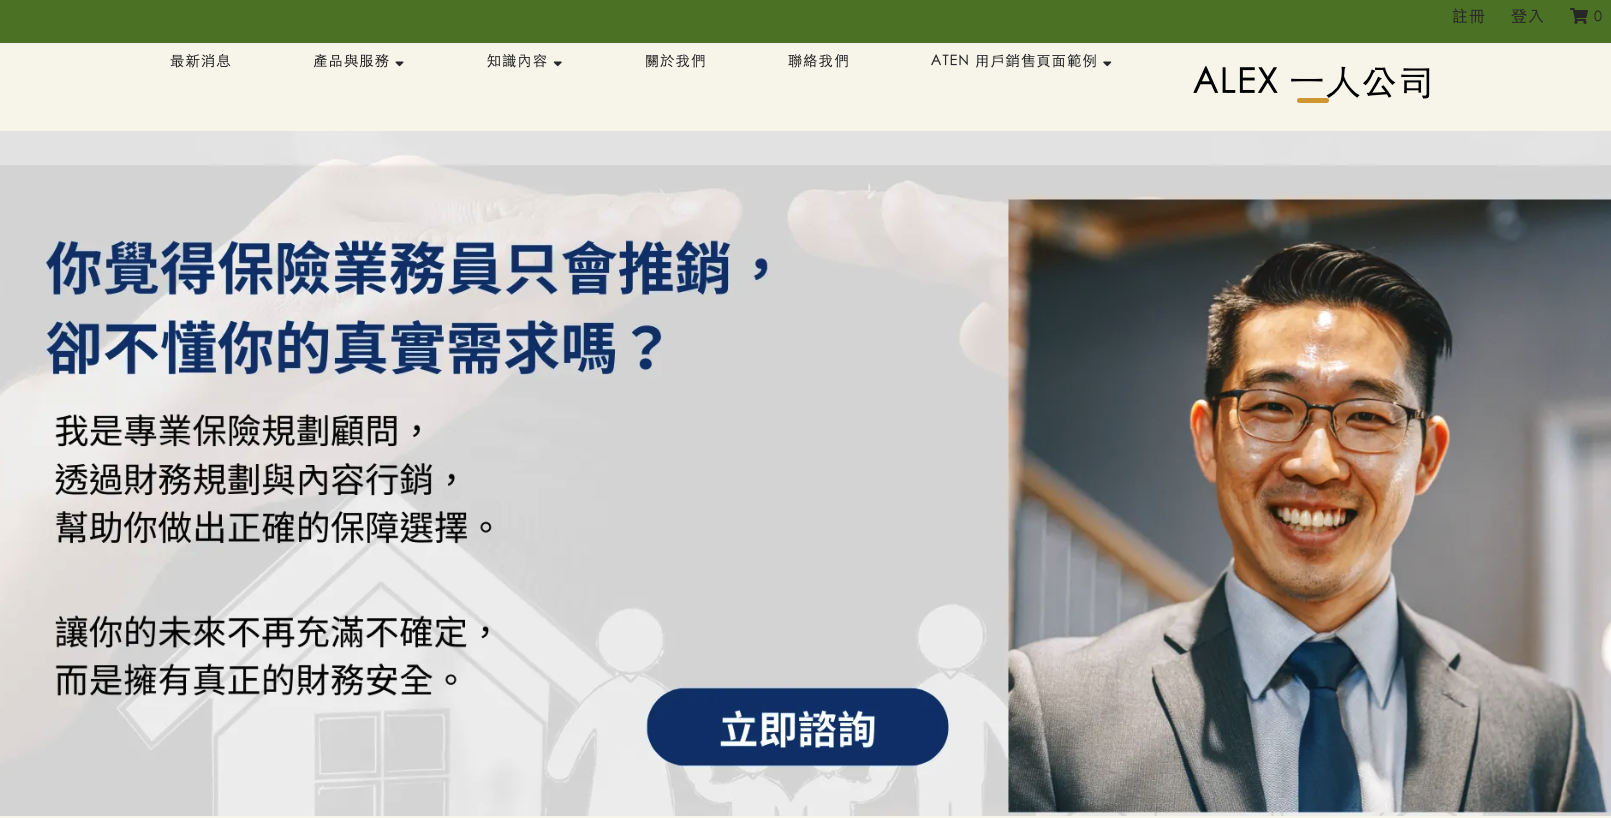 註冊 登入 0
最新消息 產品與服務 知識內容 關於我們 聯絡我們 ATEN 用戶銷售頁面範例
ALEX 一人公司
你覺得保險業務員只會推銷，
卻不懂你的真實需求嗎？
我是專業保險規劃顧問，
透過財務規劃與內容行銷，
幫助你做出正確的保障選擇。
讓你的未來不再充滿不確定，
而是擁有真正的財務安全。
立即諮詢